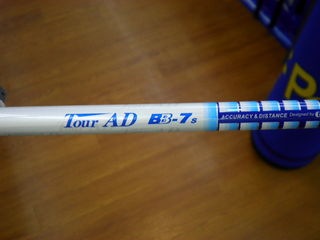 Tour AD BB-7s
ACCURACY & DISTANCE Designed by
P